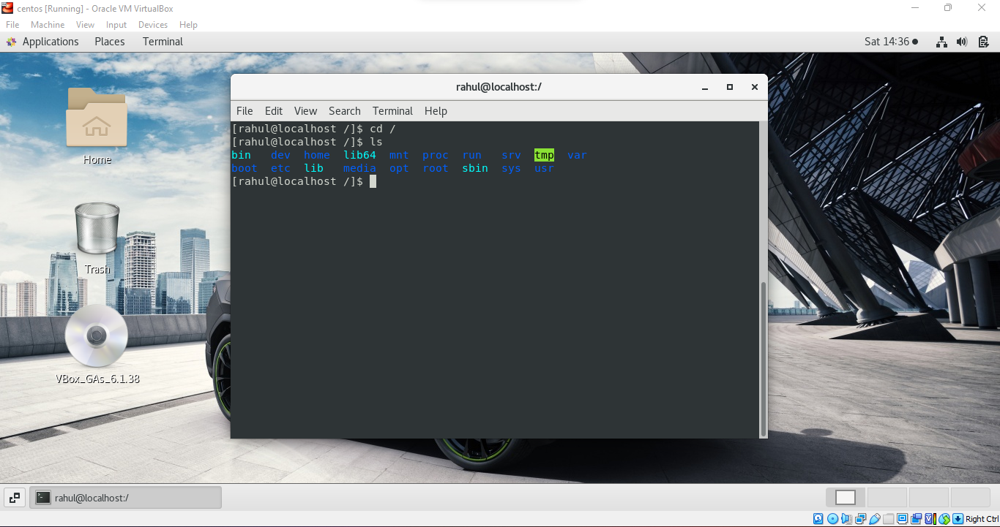 centos [Running] - Oracle VM VirtualBox
File Machine View Input Devices Help
Applications Places Terminal Sat 14:36
rahul@localhost:/
File Edit View Search Terminal Help
[rahul@localhost /]$ cd /
[rahul@localhost /]$ ls
bin dev home lib64 mnt proc run srv tmp var
boot etc lib media opt root sbin sys usr
[rahul@localhost /]$
Home
Trash
VBox_GAs_6.1.38
rahul@localhost:/
Right Ctrl